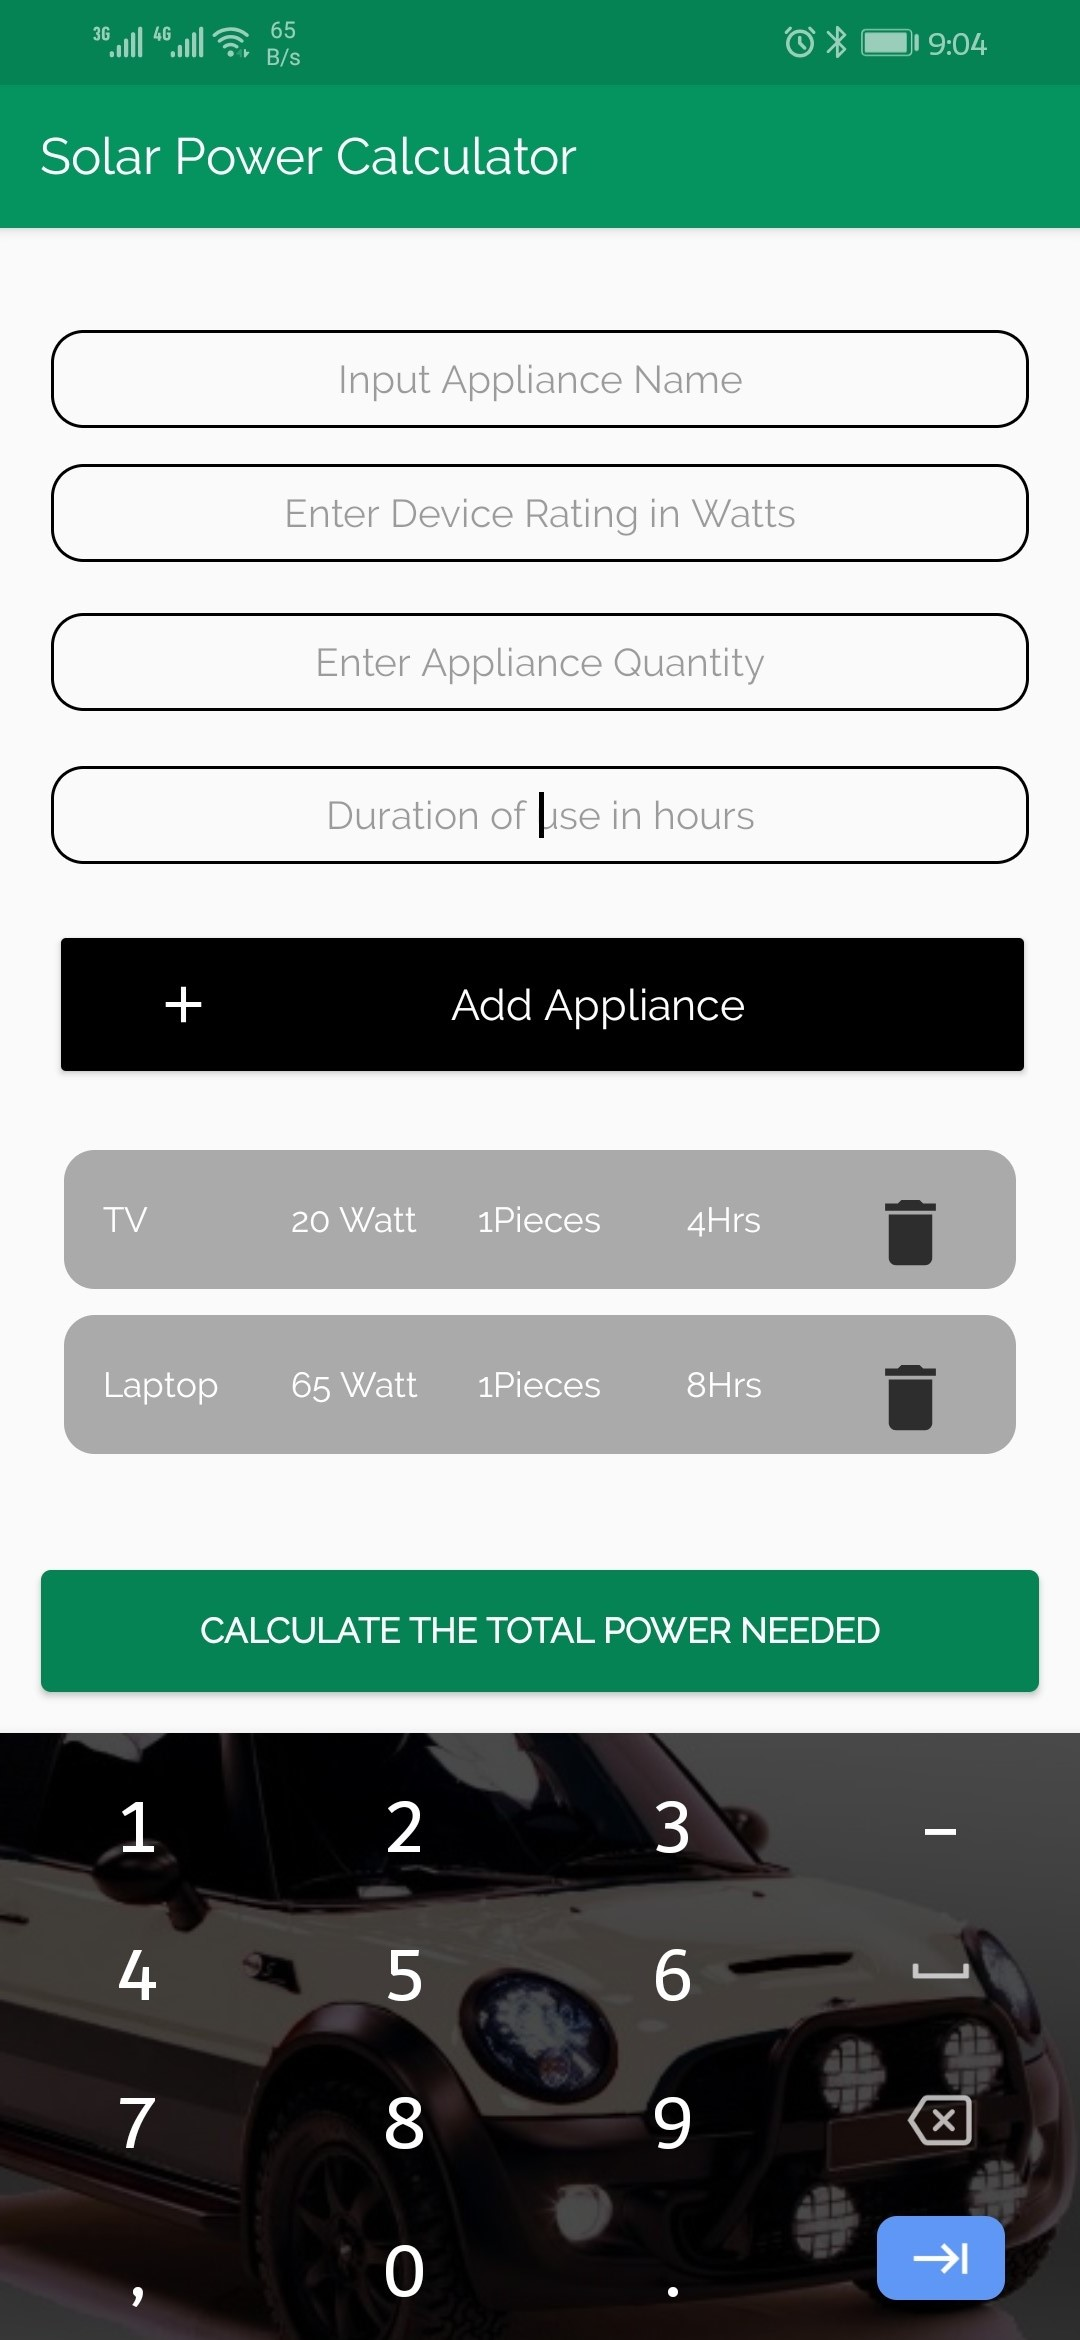 3G 4G 65 B/s 9:04
Solar Power Calculator
Input Appliance Name
Enter Device Rating in Watts
Enter Appliance Quantity
Duration of use in hours
+ Add Appliance
TV 20 Watt 1Pieces 4Hrs
Laptop 65 Watt 1Pieces 8Hrs
CALCULATE THE TOTAL POWER NEEDED
1 2 3 -
4 5 6
7 8 9
, 0 .